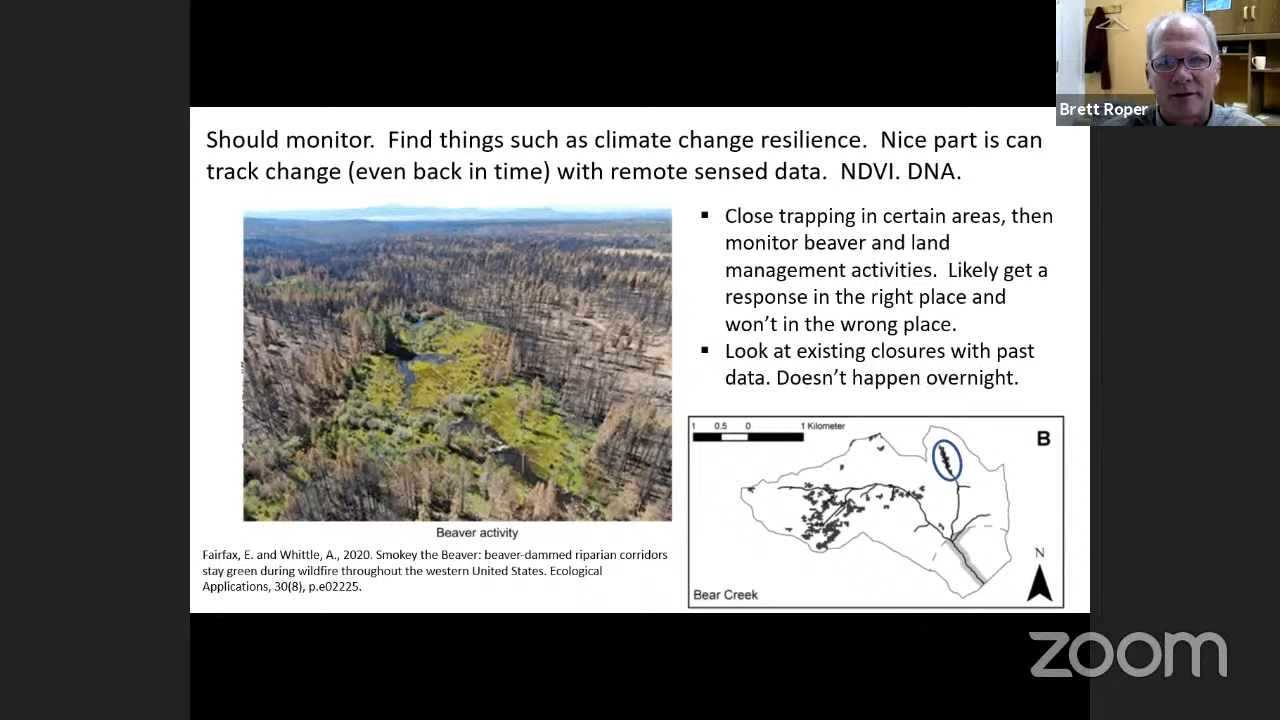 Brett Roper
Should monitor.  Find things such as climate change resilience.  Nice part is can
track change (even back in time) with remote sensed data.  NDVI. DNA.
▪ Close trapping in certain areas, then
monitor beaver and land
management activities.  Likely get a
response in the right place and
won't in the wrong place.
▪ Look at existing closures with past
data. Doesn't happen overnight.
Beaver activity
Fairfax, E. and Whittle, A., 2020. Smokey the Beaver: beaver-dammed riparian corridors
stay green during wildfire throughout the western United States. Ecological
Applications, 30(8), p.e02225.
1 0.5 0 1 Kilometer
B
N
Bear Creek
zoom